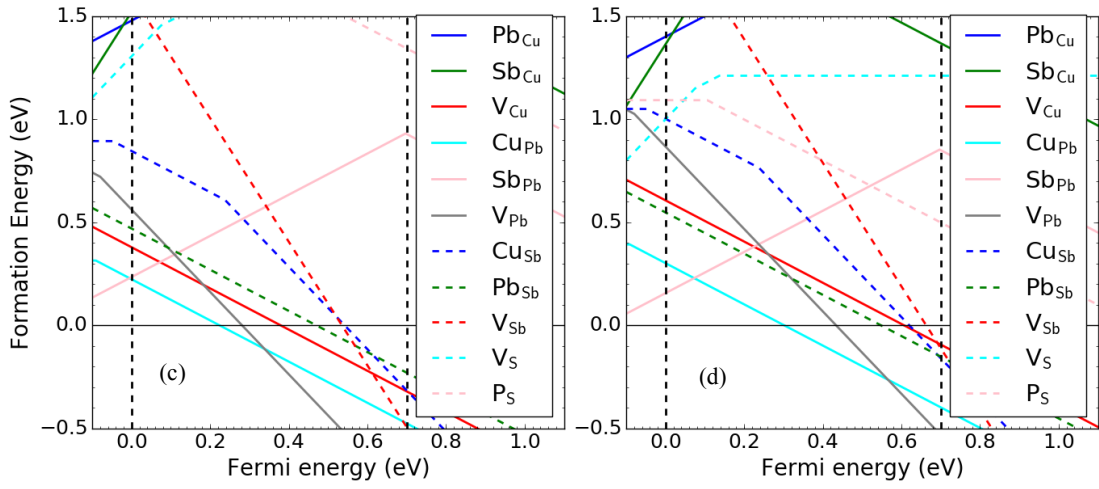 Formation Energy (eV)
1.5
1.0
0.5
0.0
−0.5
0.0 0.2 0.4 0.6 0.8 1.0
Fermi energy (eV)
(c)
Pb_Cu
Sb_Cu
V_Cu
Cu_Pb
Sb_Pb
V_Pb
Cu_Sb
Pb_Sb
V_Sb
V_S
P_S
1.5
1.0
0.5
0.0
−0.5
0.0 0.2 0.4 0.6 0.8 1.0
Fermi energy (eV)
(d)
Pb_Cu
Sb_Cu
V_Cu
Cu_Pb
Sb_Pb
V_Pb
Cu_Sb
Pb_Sb
V_Sb
V_S
P_S